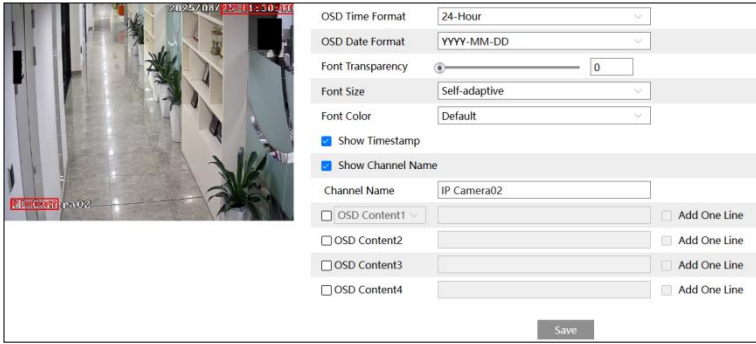 OSD Time Format 24-Hour
OSD Date Format YYYY-MM-DD
Font Transparency 0
Font Size Self-adaptive
Font Color Default
Show Timestamp
Show Channel Name
Channel Name IP Camera02
OSD Content1 Add One Line
OSD Content2 Add One Line
OSD Content3 Add One Line
OSD Content4 Add One Line
Save